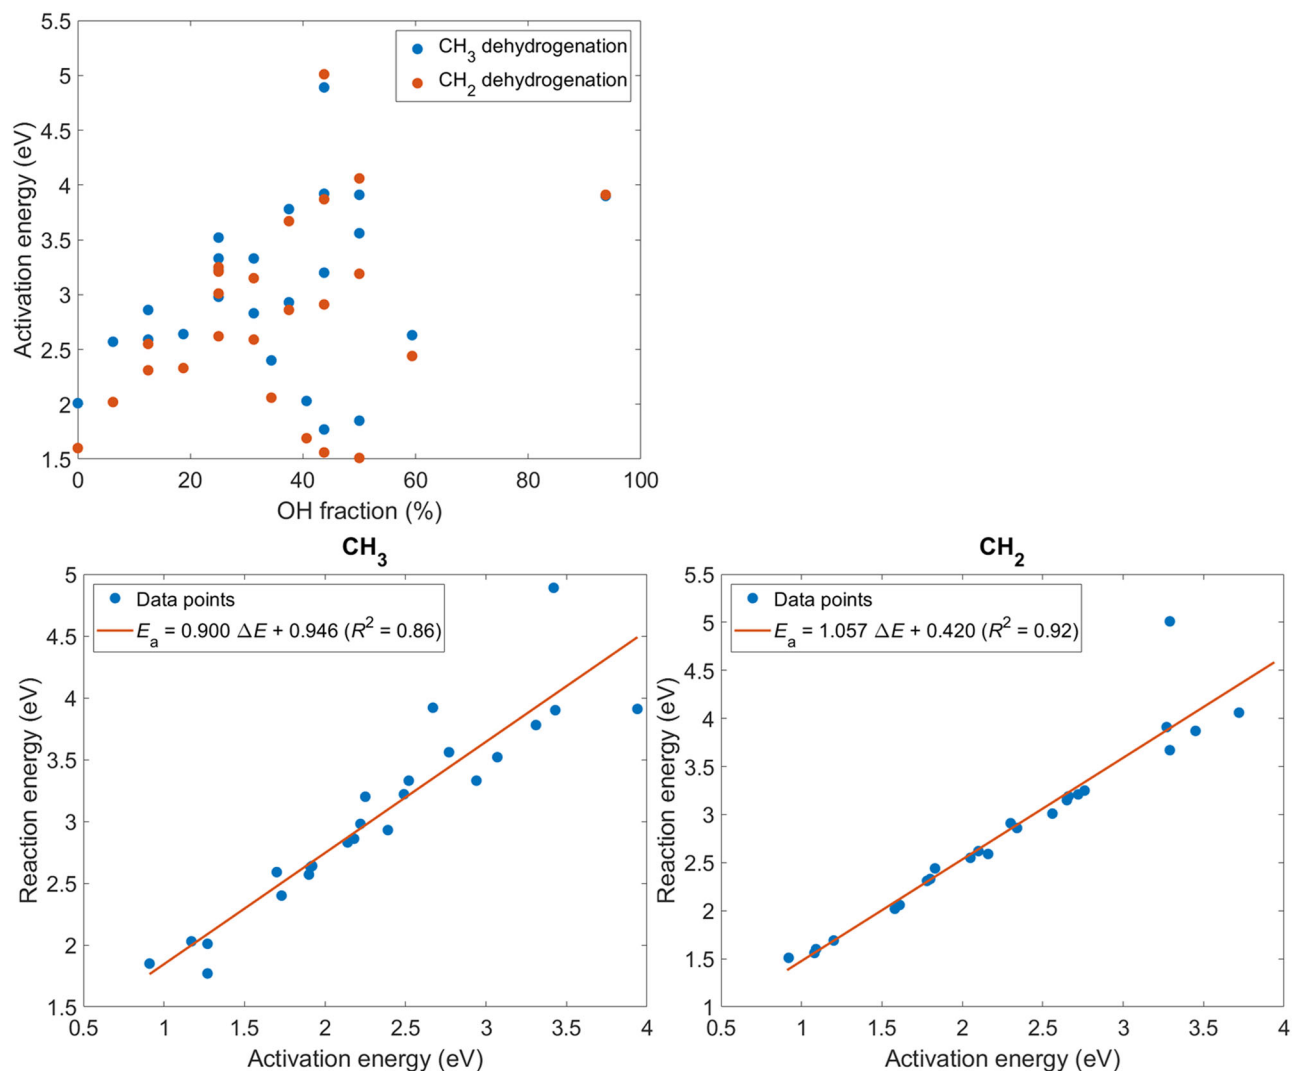 5.5
5
4.5
4
3.5
3
2.5
2
1.5
Activation energy (eV)
CH3 dehydrogenation
CH2 dehydrogenation
0 20 40 60 80 100
OH fraction (%)
CH3
5
4.5
4
3.5
3
2.5
2
1.5
Reaction energy (eV)
Data points
Ea = 0.900 ΔE + 0.946 (R2 = 0.86)
0.5 1 1.5 2 2.5 3 3.5 4
Activation energy (eV)
CH2
5.5
5
4.5
4
3.5
3
2.5
2
1.5
1
Reaction energy (eV)
Data points
Ea = 1.057 ΔE + 0.420 (R2 = 0.92)
0.5 1 1.5 2 2.5 3 3.5 4
Activation energy (eV)